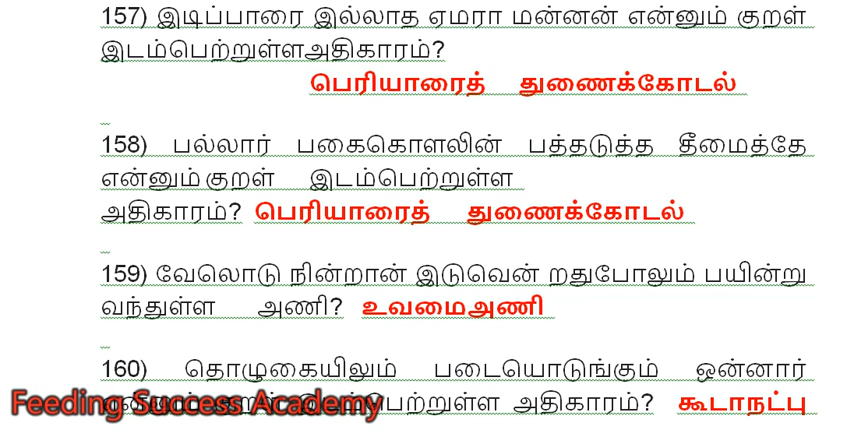 157) இடிப்பாரை இல்லாத ஏமரா மன்னன் என்னும் குறள்
இடம்பெற்றுள்ளஅதிகாரம்?
பெரியாரைத் துணைக்கோடல்
158) பல்லார் பகைகொளலின் பத்தடுத்த தீமைத்தே
என்னும் குறள் இடம்பெற்றுள்ள
அதிகாரம்? பெரியாரைத் துணைக்கோடல்
159) வேலொடு நின்றான் இடுவென் றதுபோலும் பயின்று
வந்துள்ள அணி? உவமைஅணி
160) தொழுகையிலும் படையொடுங்கும் ஒன்னார்
அதிகாரம்? கூடாநட்பு
Feeding Success Academy